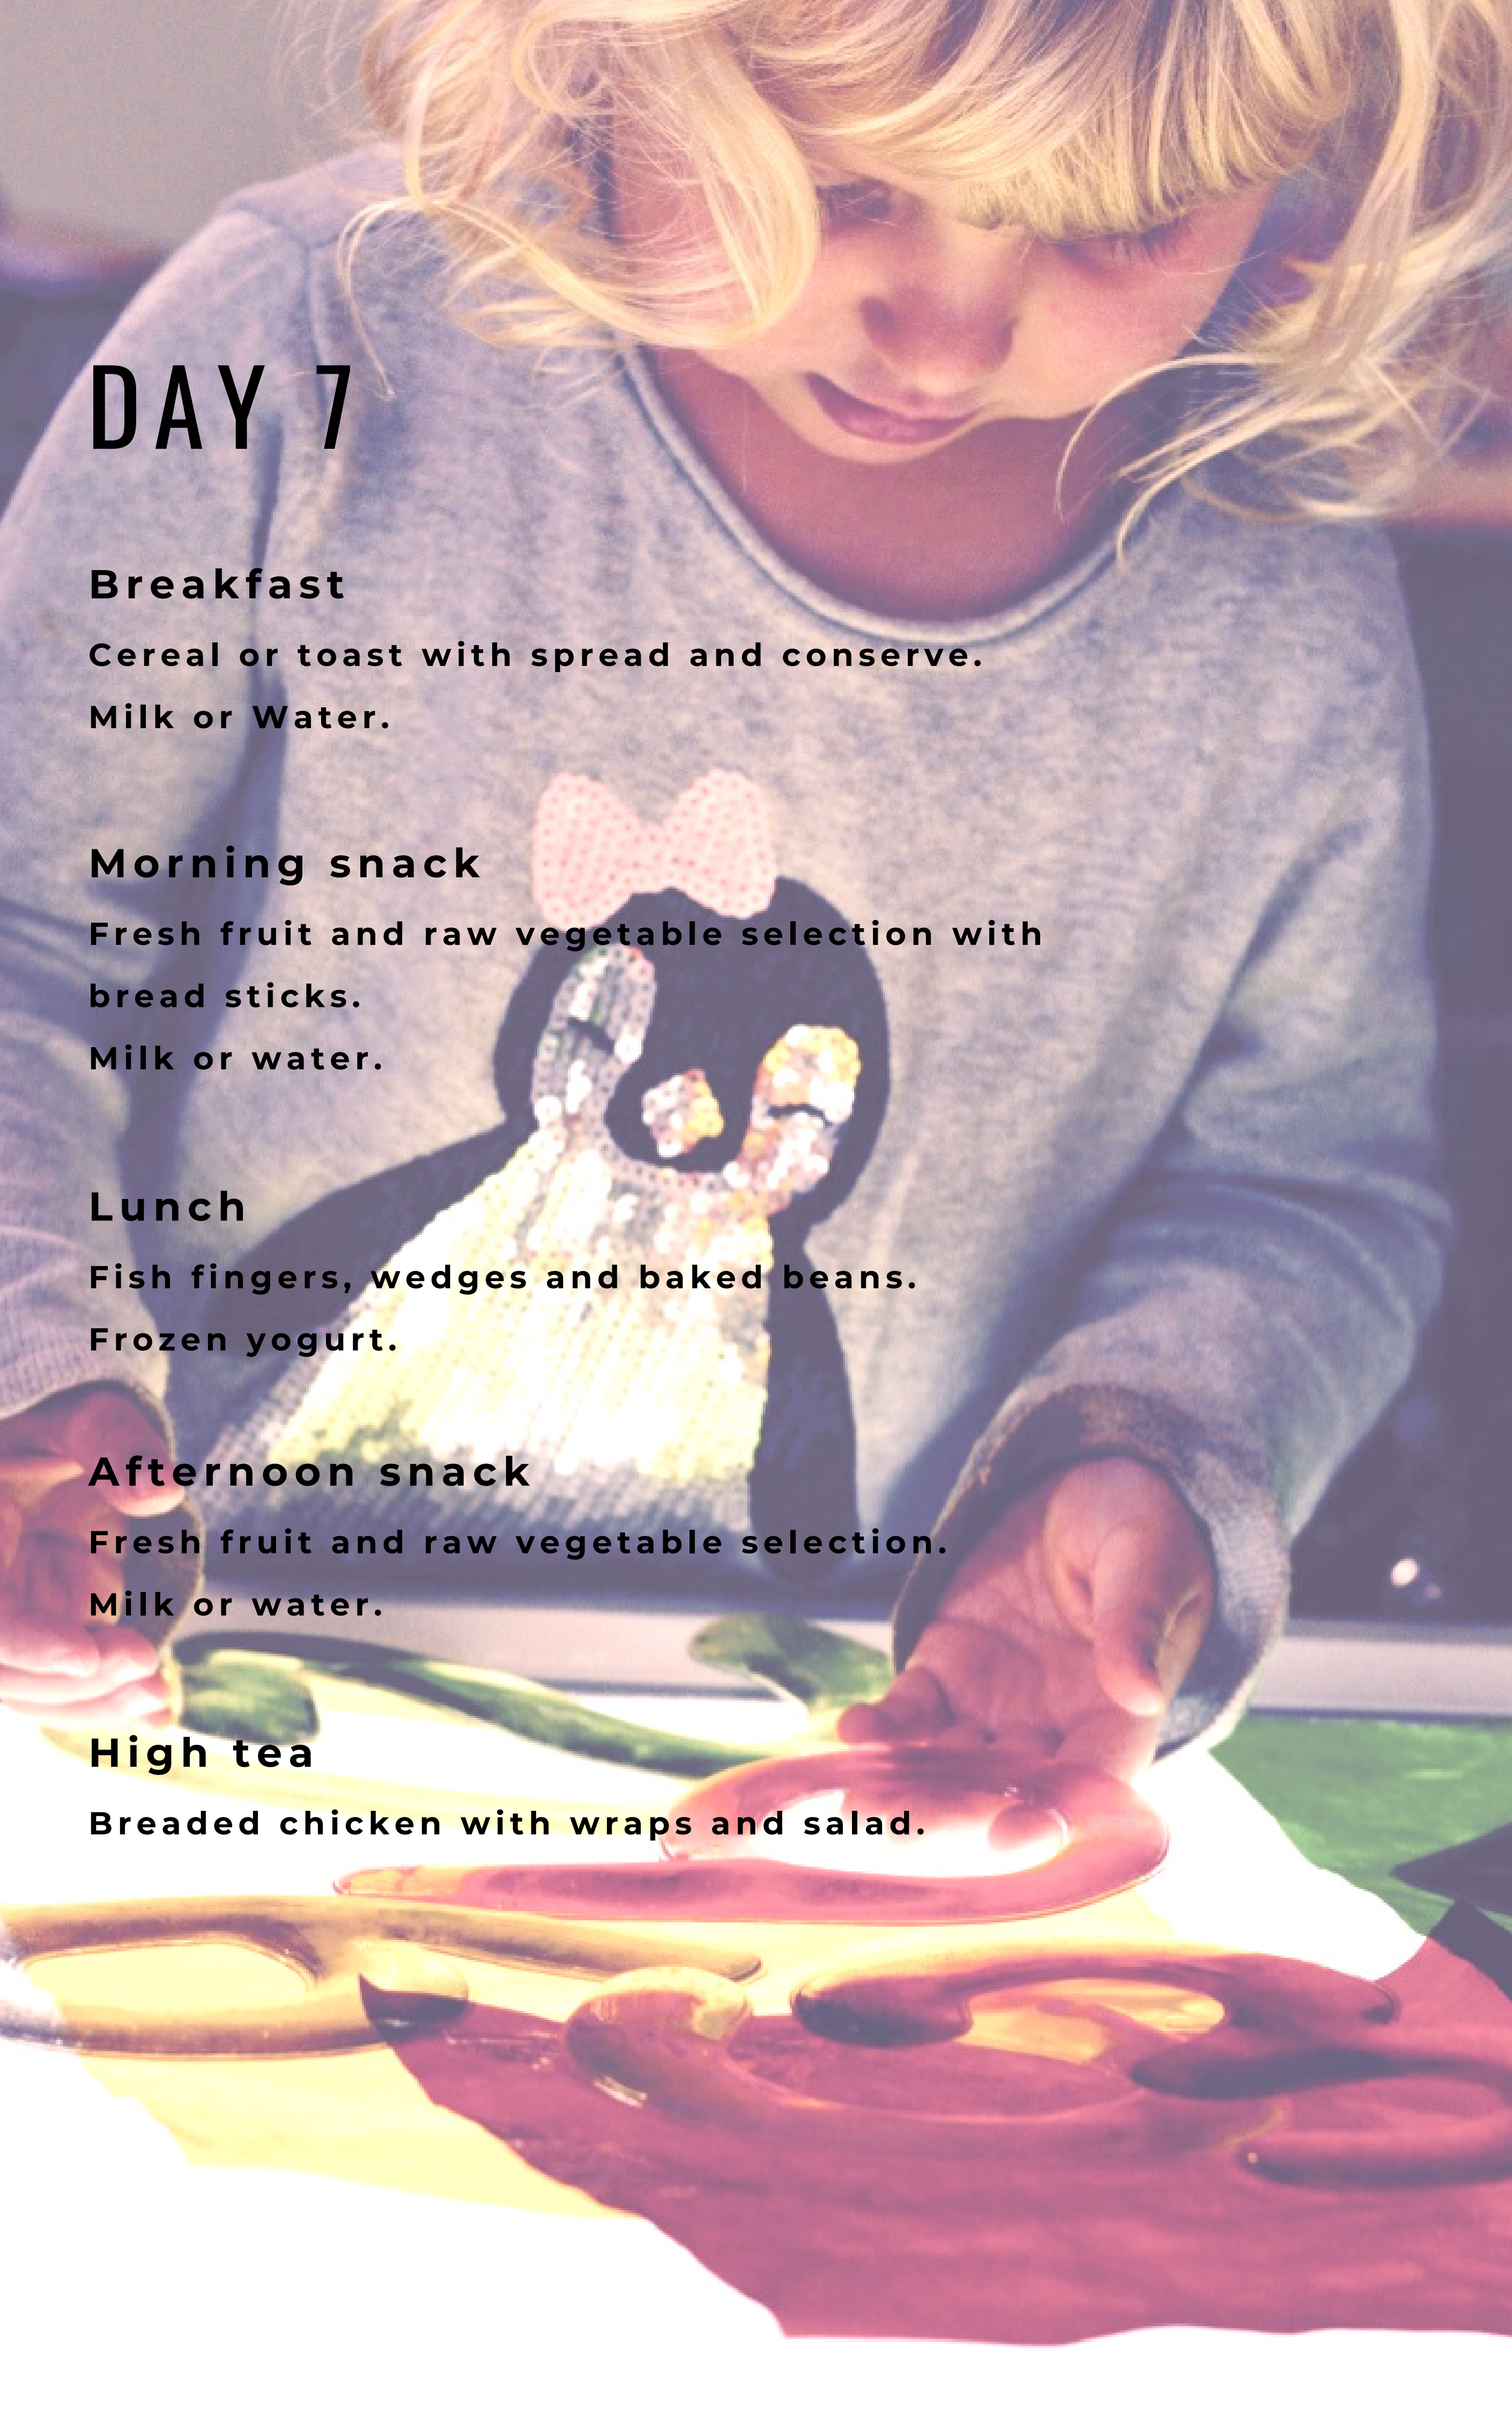 DAY 7
Breakfast
Cereal or toast with spread and conserve.
Milk or Water.
Morning snack
Fresh fruit and raw vegetable selection with
bread sticks.
Milk or water.
Lunch
Fish fingers, wedges and baked beans.
Frozen yogurt.
Afternoon snack
Fresh fruit and raw vegetable selection.
Milk or water.
High tea
Breaded chicken with wraps and salad.